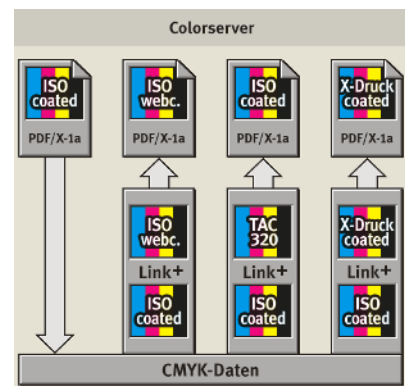 Colorserver
ISO
coated
PDF/X-1a
ISO
webc.
PDF/X-1a
ISO
coated
PDF/X-1a
X-Druck
coated
PDF/X-1a
ISO
webc.
Link+
ISO
coated
TAC
320
Link+
ISO
coated
X-Druck
coated
Link+
ISO
coated
CMYK-Daten